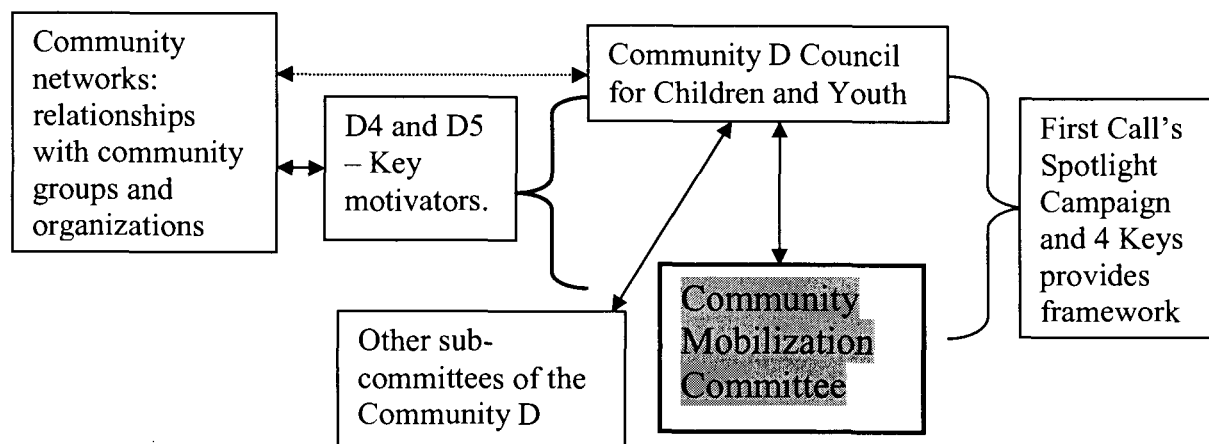 Community
networks:
relationships
with community
groups and
organizations
D4 and D5
– Key
motivators.
Community D Council
for Children and Youth
First Call's
Spotlight
Campaign
and 4 Keys
provides
framework
Other sub-
committees of the
Community D
Community
Mobilization
Committee